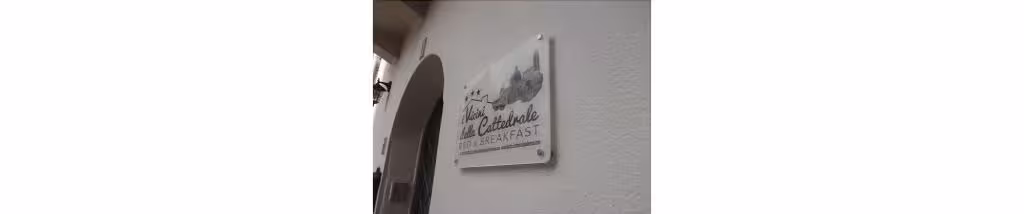 i Vicini
della Cattedrale
BED & BREAKFAST